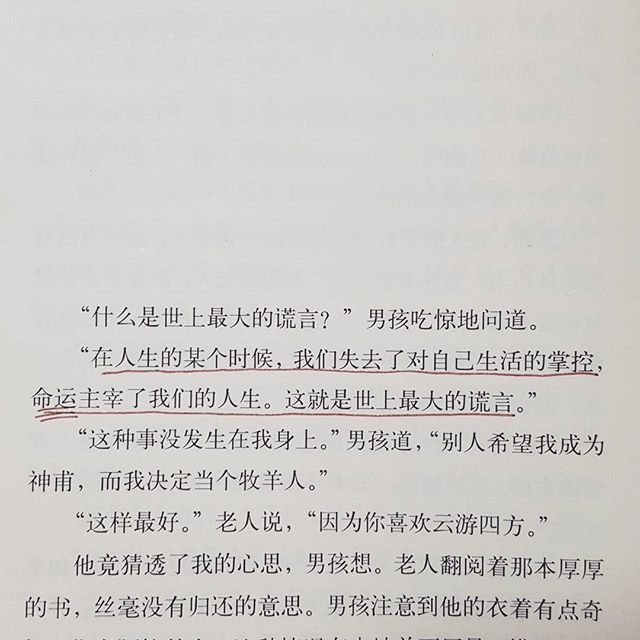 “什么是世上最大的谎言？”男孩吃惊地问道。
“在人生的某个时候，我们失去了对自己生活的掌控，
命运主宰了我们的人生。这就是世上最大的谎言。”
“这种事没发生在我身上。”男孩道，“别人希望我成为
神甫，而我决定当个牧羊人。”
“这样最好。”老人说，“因为你喜欢云游四方。”
他竟猜透了我的心思，男孩想。老人翻阅着那本厚厚
的书，丝毫没有归还的意思。男孩注意到他的衣着有点奇